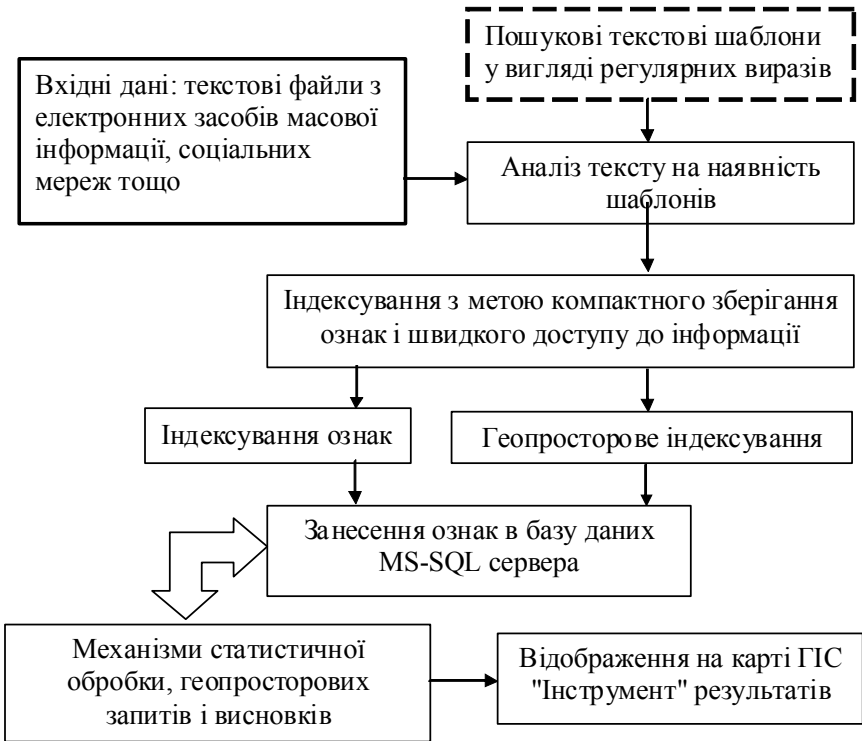 Пошукові текстові шаблони
у вигляді регулярних виразів
Вхідні дані: текстові файли з
електронних засобів масової
інформації, соціальних
мереж тощо
Аналіз тексту на наявність
шаблонів
Індексування з метою компактного зберігання
ознак і швидкого доступу до інформації
Індексування ознак
Геопросторове індексування
Занесення ознак в базу даних
MS-SQL сервера
Механізми статистичної
обробки, геопросторових
запитів і висновків
Відображення на карті ГІС
"Інструмент" результатів